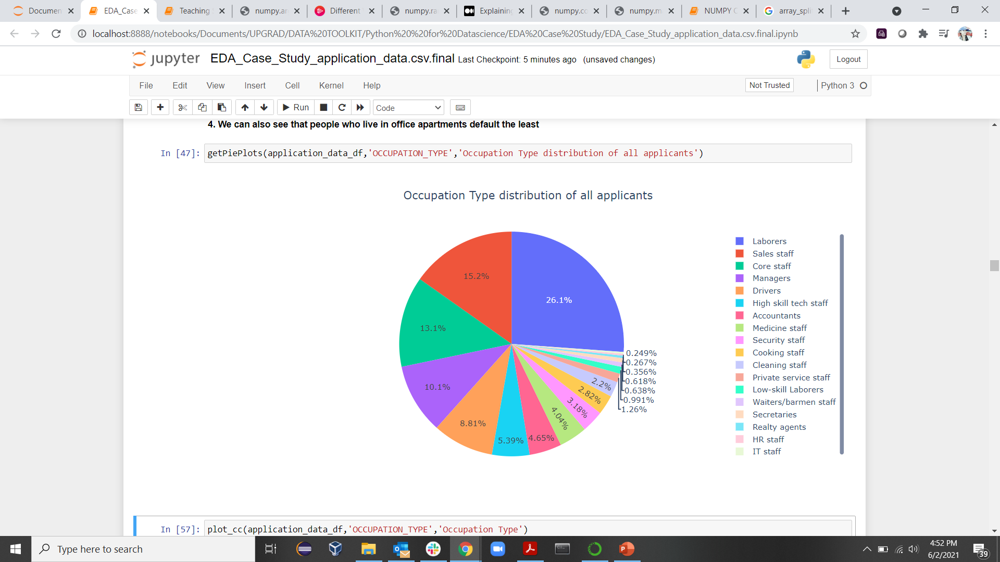 Documen
EDA_Case
Teaching
numpy.ar
Different
numpy.ra
Explaining
numpy.co
numpy.m
NUMPY C
array_spli
localhost:8888/notebooks/Documents/UPGRAD/DATA%20TOOLKIT/Python%20%20for%20Datascience/EDA%20Case%20Study/EDA_Case_Study_application_data.csv.final.ipynb
jupyter EDA_Case_Study_application_data.csv.final Last Checkpoint: 5 minutes ago (unsaved changes)
Logout
File Edit View Insert Cell Kernel Help
Not Trusted
Python 3
Run
Code
4. We can also see that people who live in office apartments default the least
In [47]: getPiePlots(application_data_df,'OCCUPATION_TYPE','Occupation Type distribution of all applicants')
Occupation Type distribution of all applicants
26.1%
15.2%
13.1%
10.1%
8.81%
5.39%
4.65%
4.04%
3.18%
2.82%
2.2%
0.249%
0.267%
0.356%
0.618%
0.638%
0.991%
1.26%
Laborers
Sales staff
Core staff
Managers
Drivers
High skill tech staff
Accountants
Medicine staff
Security staff
Cooking staff
Cleaning staff
Private service staff
Low-skill Laborers
Waiters/barmen staff
Secretaries
Realty agents
HR staff
IT staff
In [57]: plot_cc(application_data_df,'OCCUPATION_TYPE','Occupation Type')
Type here to search
4:52 PM
6/2/2021
39